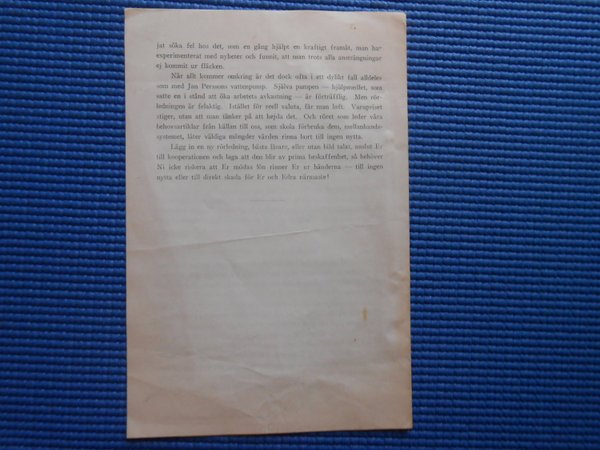 jat söka fel hos det, som en gång hjälpt en kraftigt framåt, man har
experimenterat med nyheter och funnit, att man trots alla ansträngningar
ej kommit ur fläcken.
När allt kommer omkring är det dock ofta i ett dylikt fall alldeles
som med Jan Perssons vattenpump. Själva pumpen — hjälpmedlet, som
satte en i stånd att öka arbetets avkastning — är förträfflig. Men rör-
ledningen är felaktig. Istället för reell valuta, får man luft. Varupriset
stiger, utan att man tänker på att höjda det. Och röret som leder våra
behovsartiklar från källan till oss, som skola förbruka dem, mellanhands-
systemet, låter väldiga mängder värden rinna bort till ingen nytta.
Lägg in en ny rörledning, bästa läsare, eller utan bild talat, anslut Er
till kooperationen och laga att den blir av prima beskaffenhet, så behöver
Ni icke riskera att Er mödas lön rinner Er ur händerna — till ingen
nytta eller till direkt skada för Er och Edra närmaste!